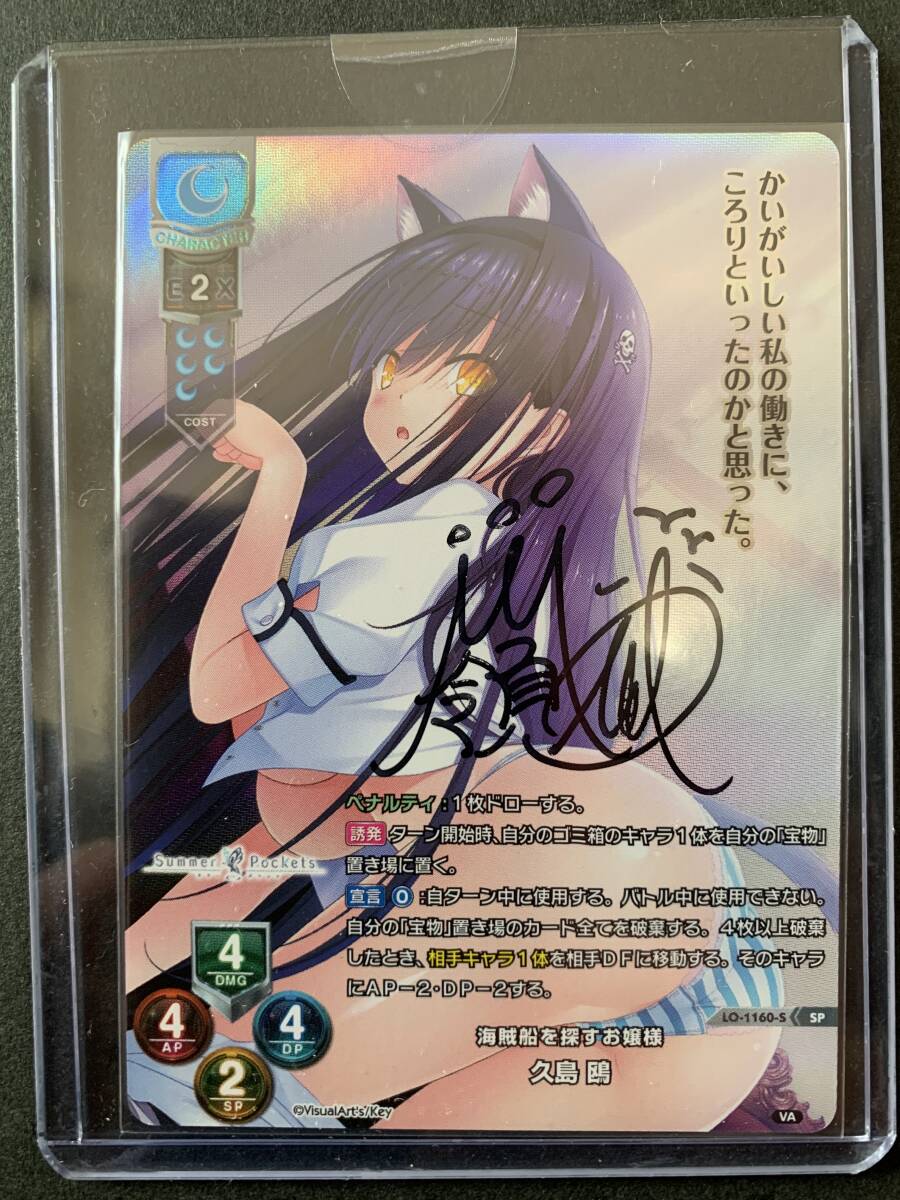 かいがいしい私の働きに、
ころりといったのかと思った。
CHARACTER
E 2 X
COST
ペナルティ:1枚ドローする。
誘発 ターン開始時、自分のゴミ箱のキャラ1体を自分の「宝物」
置き場に置く。
宣言 0 :自ターン中に使用する。バトル中に使用できない。
自分の「宝物」置き場のカード全てを破棄する。4枚以上破棄
したとき、相手キャラ1体を相手DFに移動する。そのキャラ
にAP-2・DP-2する。
Summer Pockets
4
DMG
4
AP
4
DP
2
SP
LO-1160-S SP
海賊船を探すお嬢様
久島 鴎
©VisualArt's/Key
VA